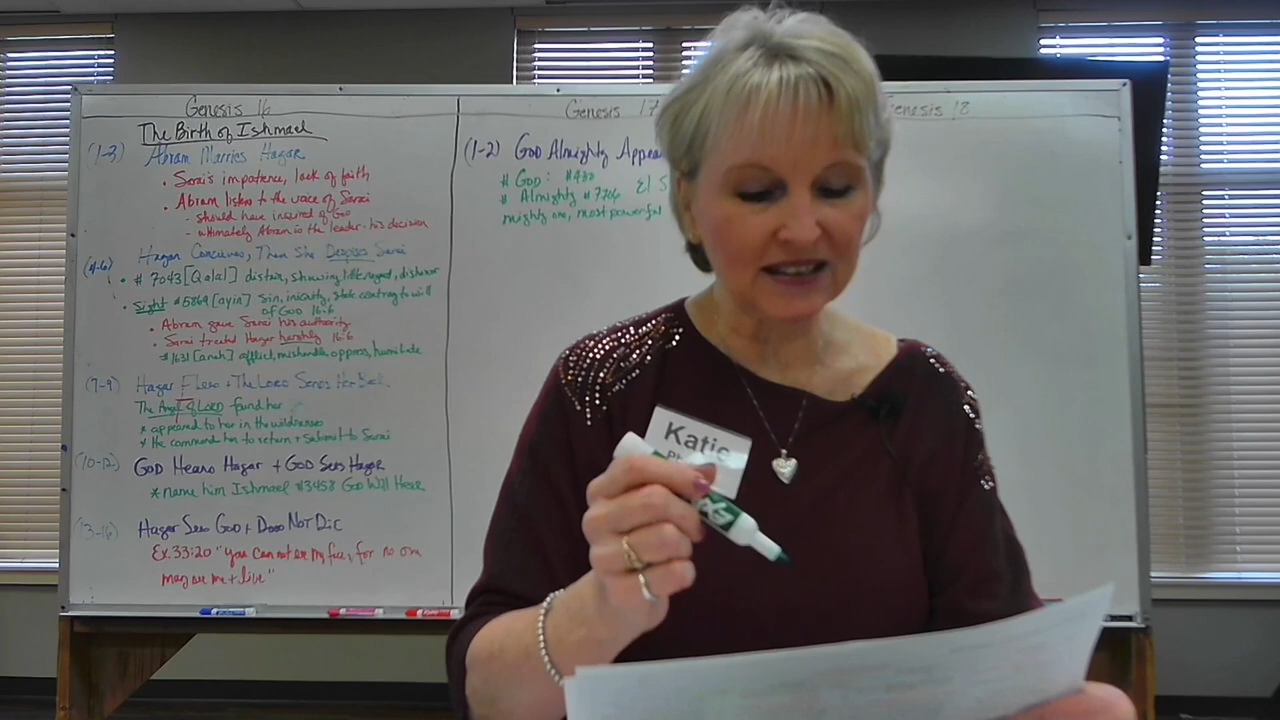 Genesis 16
The Birth of Ishmael
(1-3) Abram Marries Hagar
• Sarai's impatience, lack of faith
• Abram listen to the voice of Sarai
- should have inquired of GOD
- ultimately Abram is the leader - his decision
(4-6) Hagar Conceives, Then She Despises Sarai
• # 7043 [Qalal] distain, showing little regard, dishonor
• Sight #5869 [ayin] sin, iniquity, state contrary to will
of GOD 16:6
• Abram gave Sarai his authority
• Sarai treated Hagar harshly 16:6
#1631 [anah] afflict, mishandle, oppress, humiliate
(7-9) Hagar Flees + The LORD Sends Her Back
The Angel of LORD found her
* appeared to her in the wilderness
* He command her to return + submit to Sarai
(10-12) GOD Hears Hagar + GOD Sees Hagar
* name him Ishmael #3458 God Will Hear
(13-16) Hagar Sees GOD + Does NOT Die
Ex. 33:20 "you can not see my face, for no one
may see me + live"
Genesis 17
(1-2) GOD Almighty Appea
# God: #430
# Almighty #7706 El S
mighty one, most powerful
Genesis 18
Katie